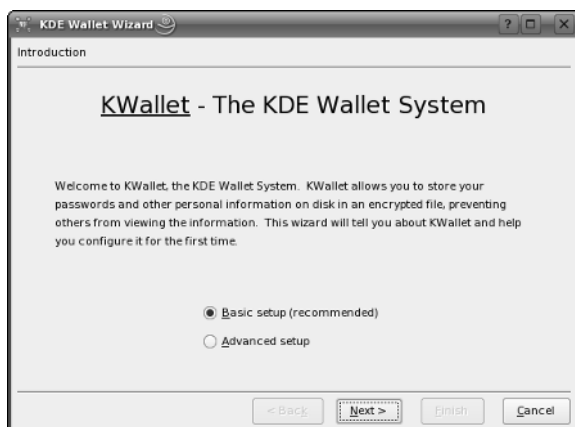 KDE Wallet Wizard
Introduction
KWallet - The KDE Wallet System
Welcome to KWallet, the KDE Wallet System. KWallet allows you to store your
passwords and other personal information on disk in an encrypted file, preventing
others from viewing the information. This wizard will tell you about KWallet and help
you configure it for the first time.
Basic setup (recommended)
Advanced setup
< Back Next > Finish Cancel